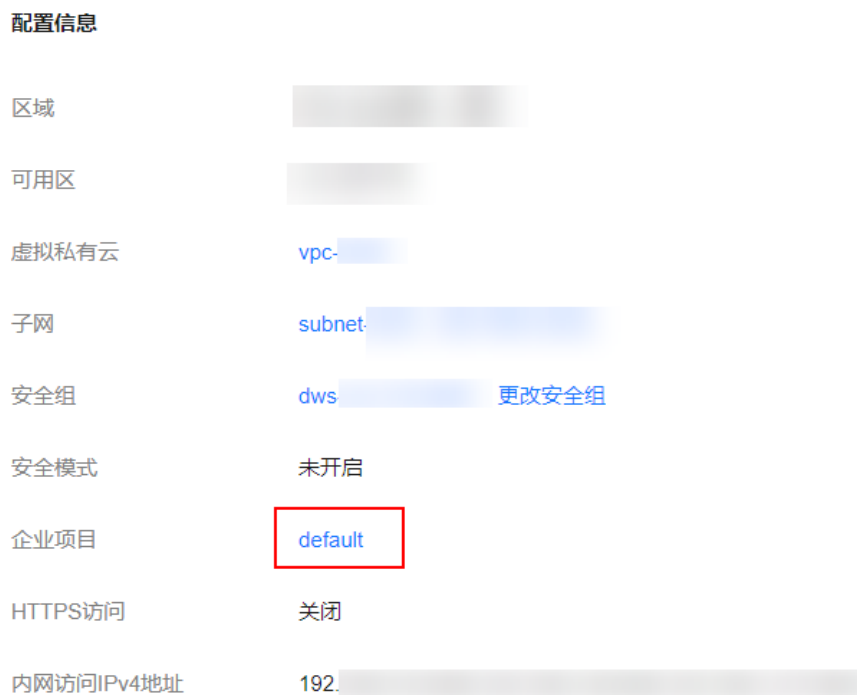 配置信息
区域
可用区
虚拟私有云 vpc-
子网 subnet-
安全组 dws- 更改安全组
安全模式 未开启
企业项目 default
HTTPS访问 关闭
内网访问IPv4地址 192.